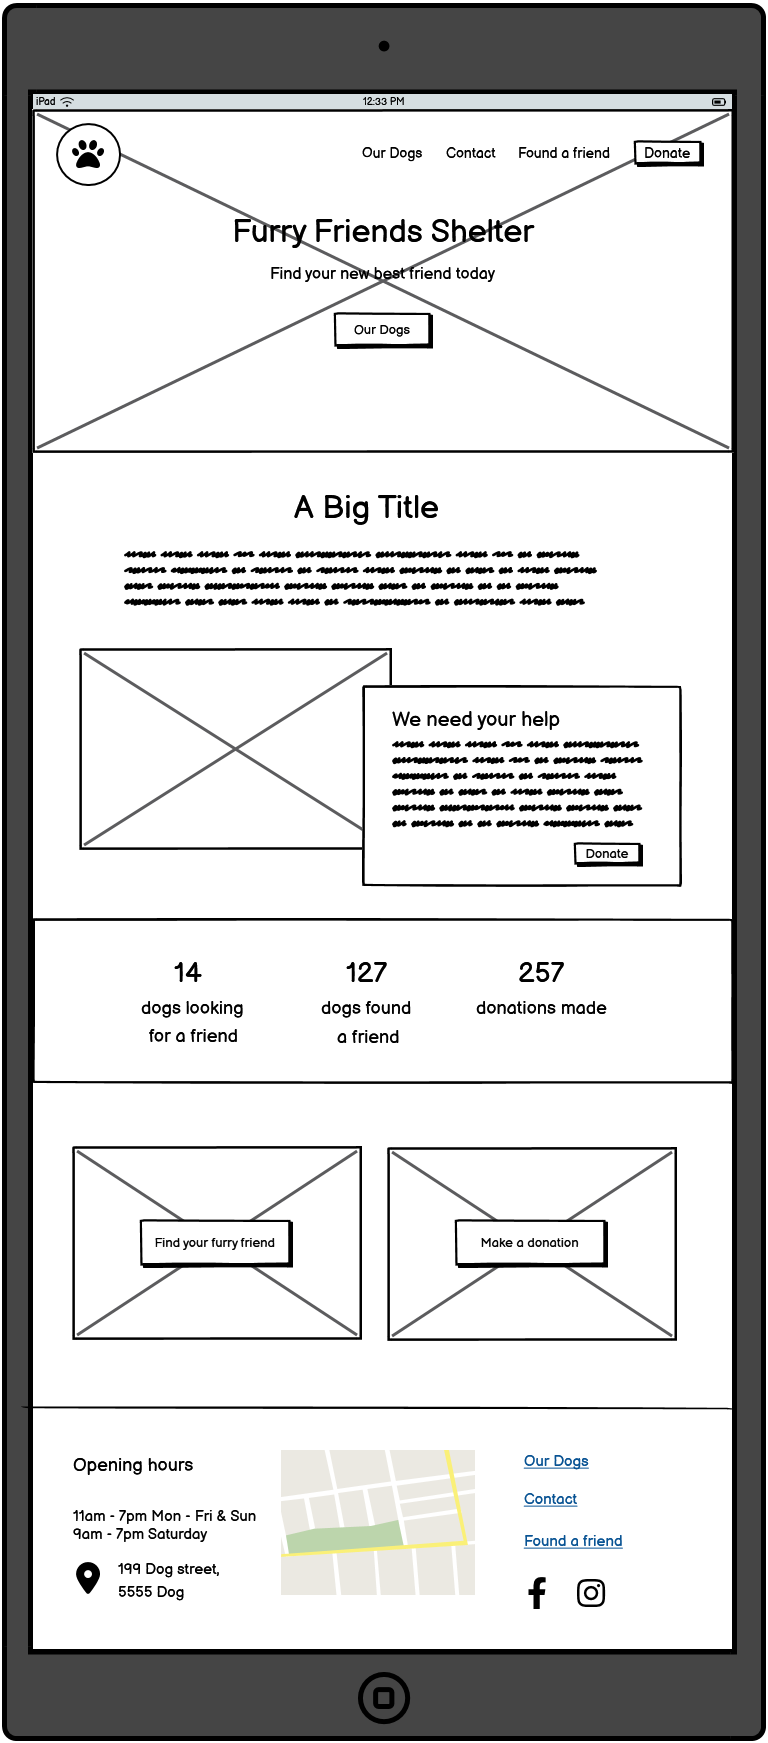 iPad 12:33 PM
Our Dogs Contact Found a friend Donate
Furry Friends Shelter
Find your new best friend today
Our Dogs
A Big Title
We need your help
Donate
14
dogs looking
for a friend
127
dogs found
a friend
257
donations made
Find your furry friend
Make a donation
Opening hours
11am - 7pm Mon - Fri & Sun
9am - 7pm Saturday
199 Dog street,
5555 Dog
Our Dogs
Contact
Found a friend